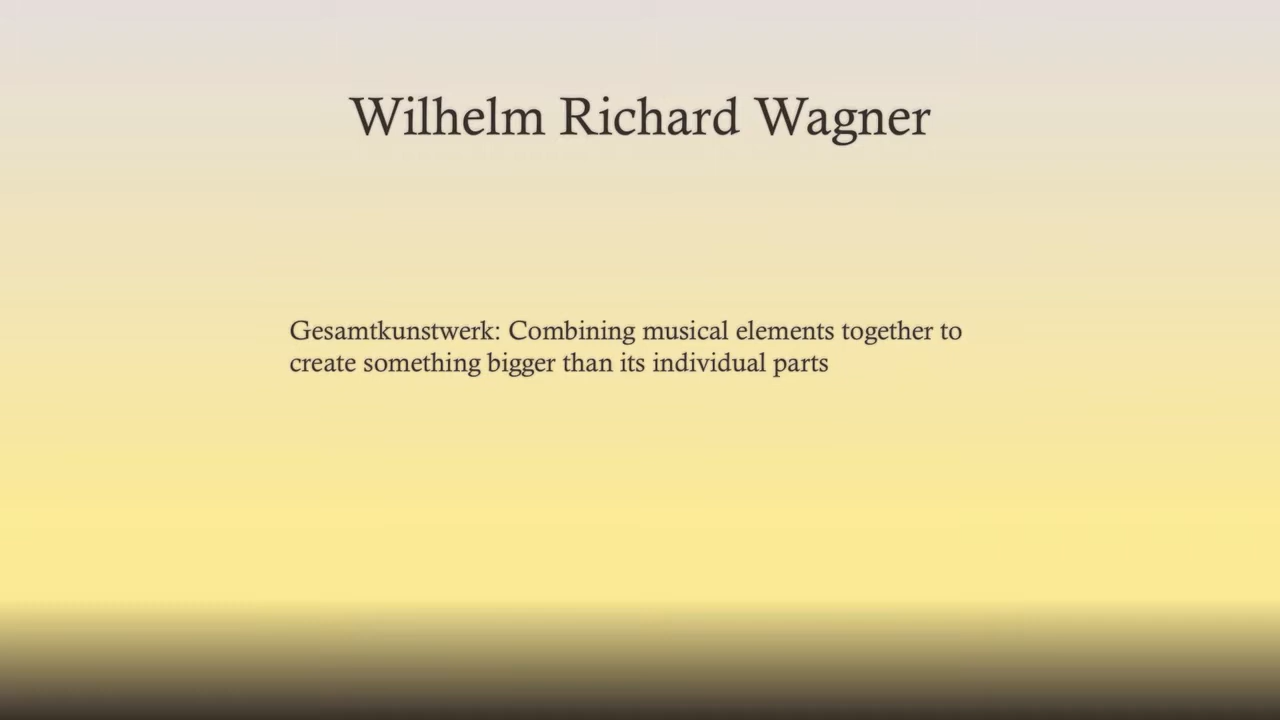 Wilhelm Richard Wagner
Gesamtkunstwerk: Combining musical elements together to
create something bigger than its individual parts